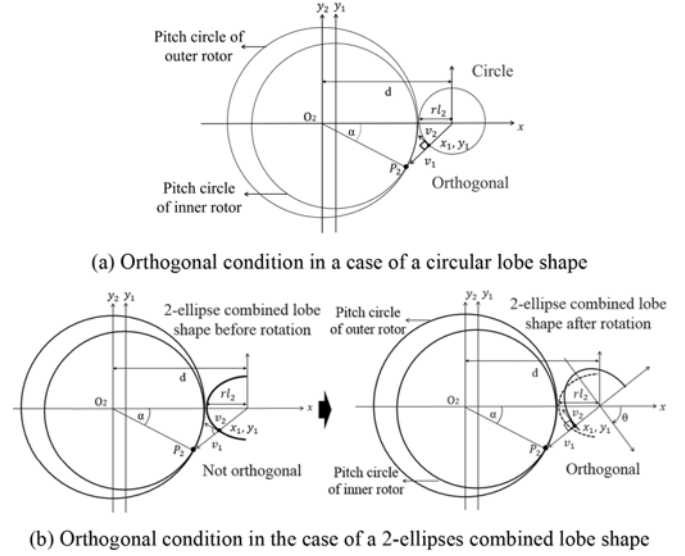 y₂ y₁
Pitch circle of
outer rotor
Circle
d
rl₂
O₂
α
v₂
x
x₁, y₁
v₁
P₂
Orthogonal
Pitch circle
of inner rotor
(a) Orthogonal condition in a case of a circular lobe shape
y₂ y₁
2-ellipse combined lobe
shape before rotation
d
rl₂
O₂
α
v₂
x
x₁, y₁
v₁
P₂
Not orthogonal
y₂ y₁
Pitch circle
of outer rotor
2-ellipse combined lobe
shape after rotation
d
rl₂
O₂
α
v₂
x
x₁, y₁
θ
v₁
P₂
Orthogonal
Pitch circle
of inner rotor
(b) Orthogonal condition in the case of a 2-ellipses combined lobe shape